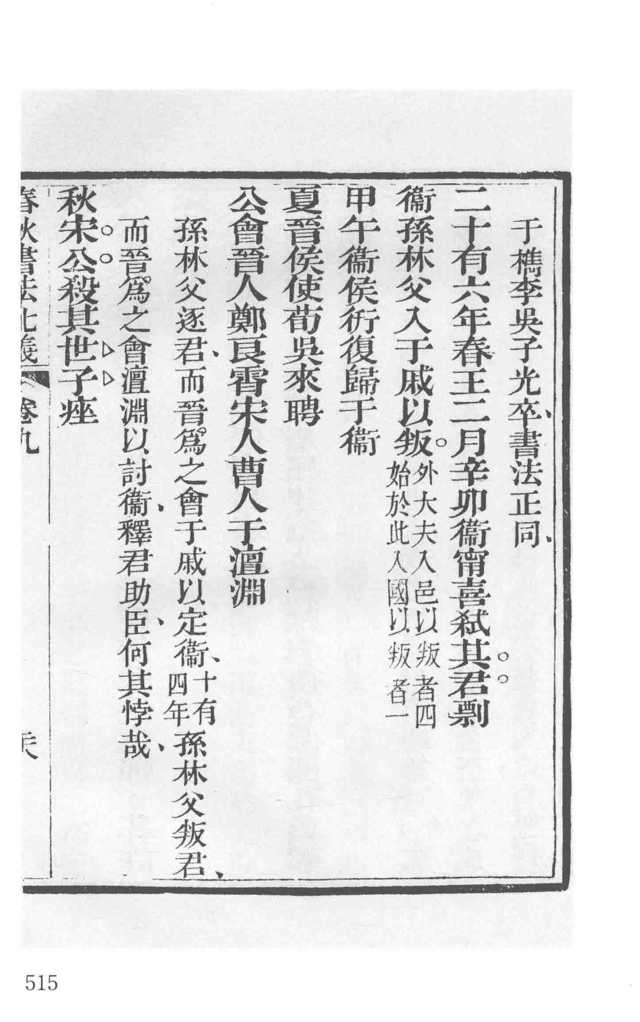 于檇李吳子光卒書法正同
二十有六年春王二月辛卯衞甯喜弑其君剽
衞孫林父入于戚以叛外大夫入邑以叛者四始於此入國以叛者一
甲午衞侯衎復歸于衞
夏晉侯使荀吳來聘
公會晉人鄭良霄宋人曹人于澶淵
孫林父逐君而晉爲之會于戚以定衞十有四年孫林父叛君
而晉爲之會澶淵以討衞釋君助臣何其悖哉
秋宋公殺其世子痤
春秋書法比義
卷九
515